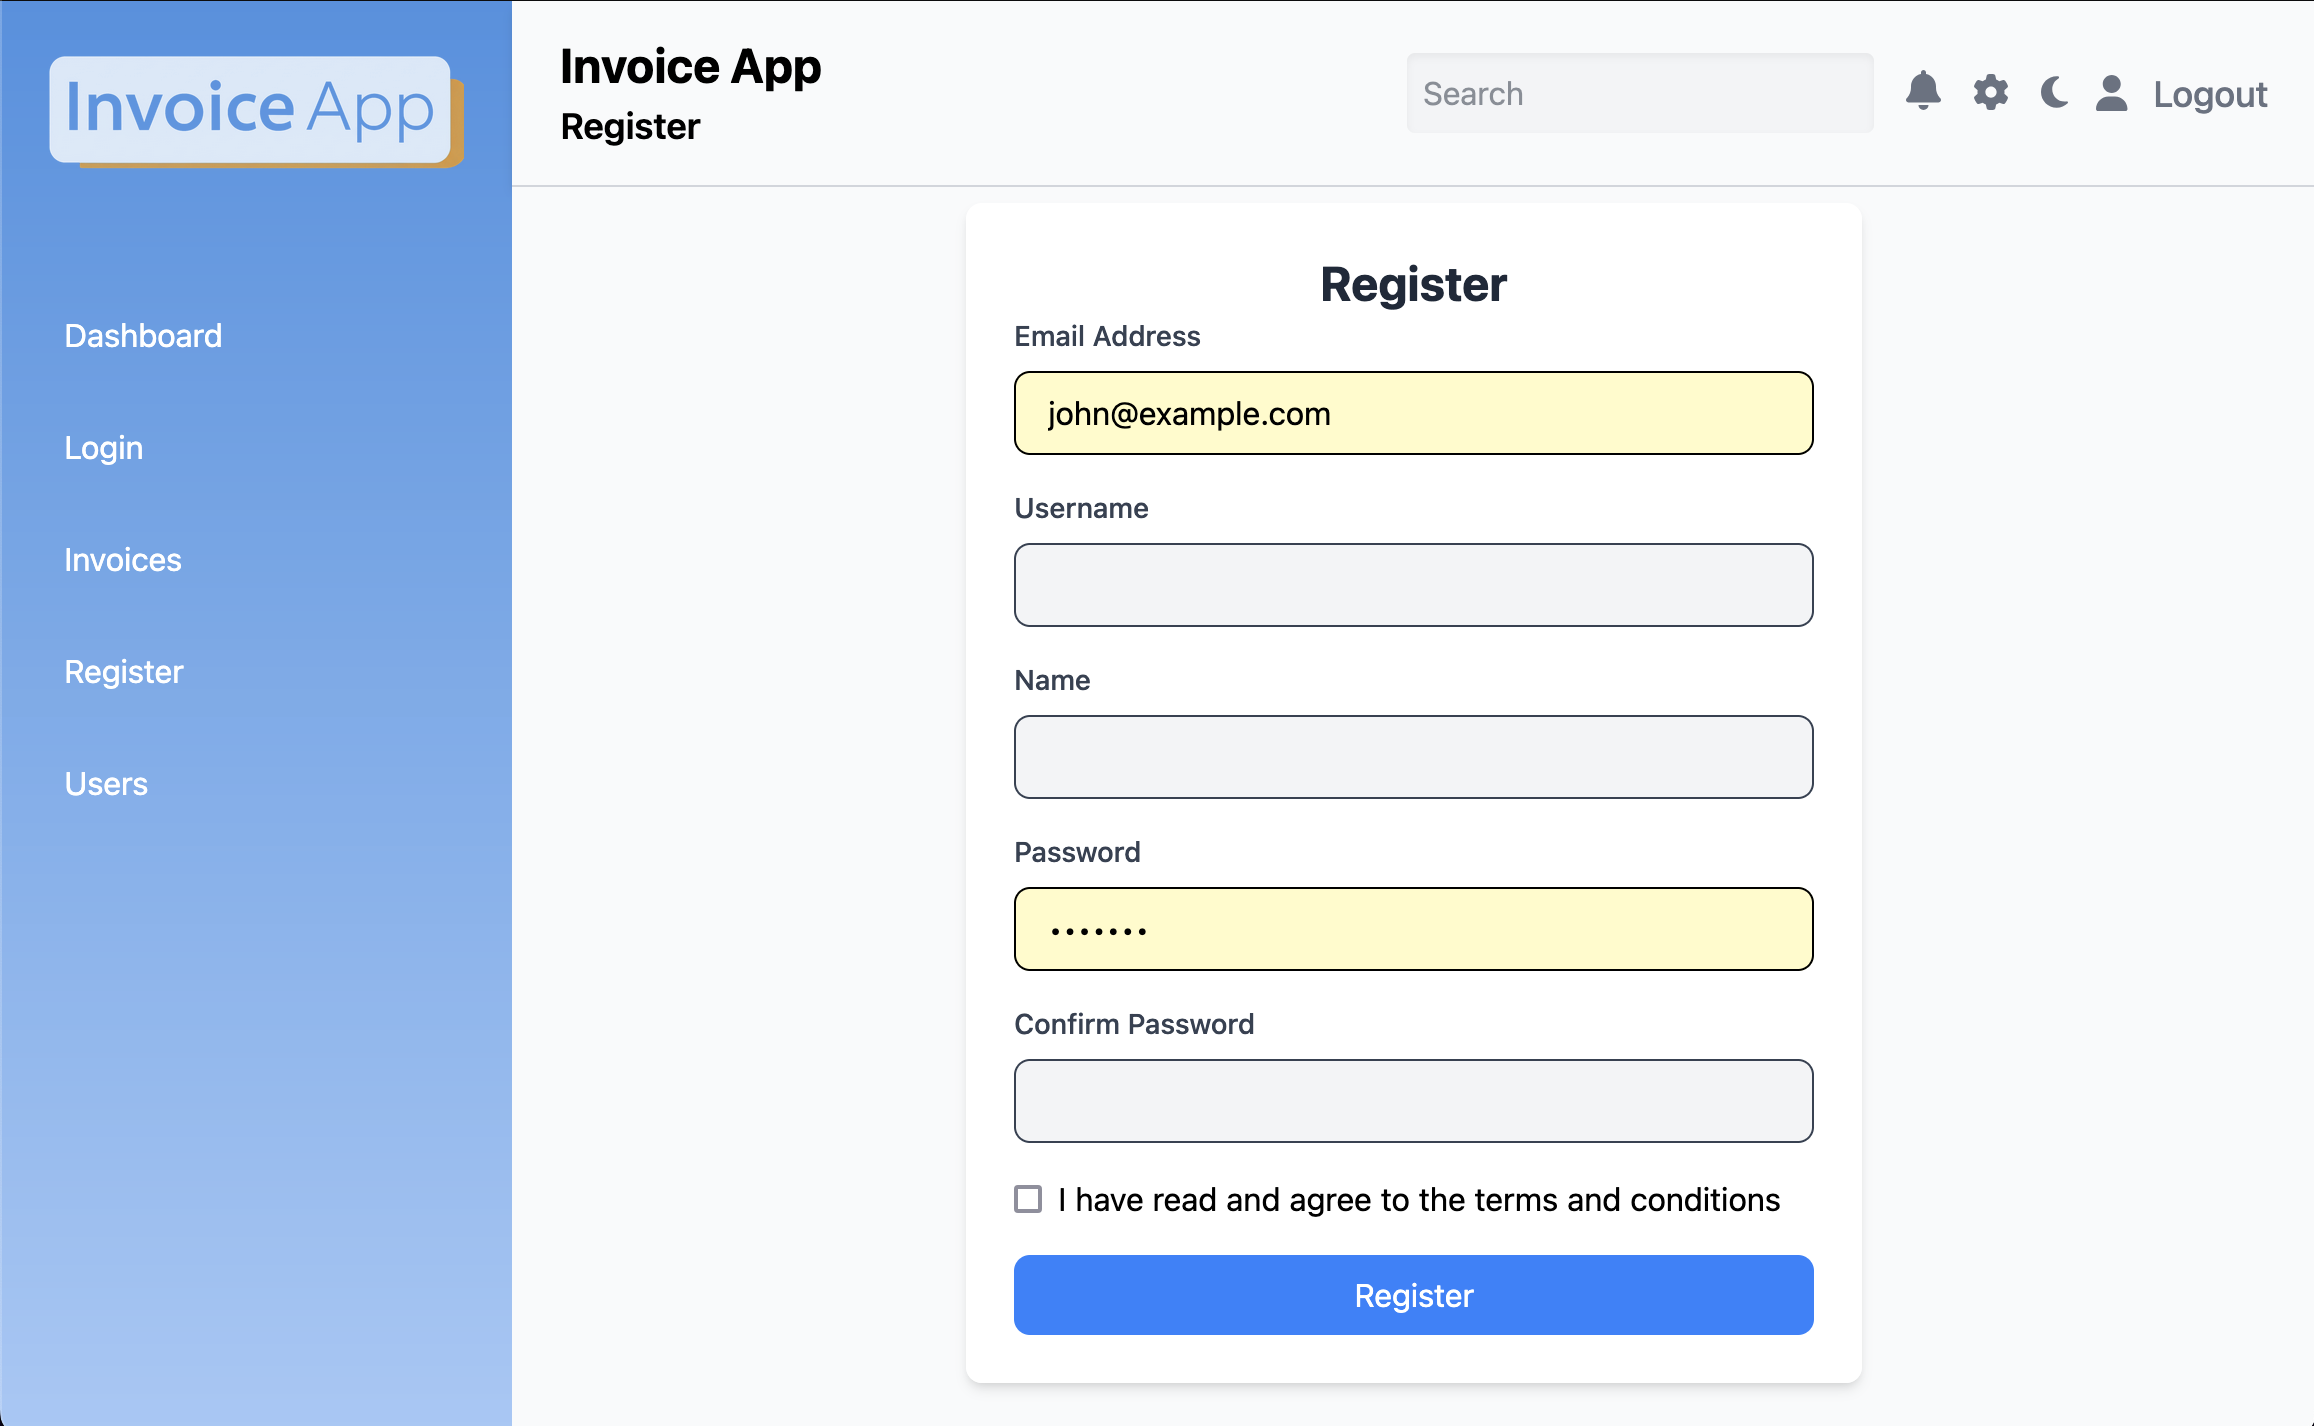 Invoice App
Dashboard
Login
Invoices
Register
Users
Invoice App
Register
Search
Logout
Register
Email Address
john@example.com
Username
Name
Password
•••••••
Confirm Password
I have read and agree to the terms and conditions
Register